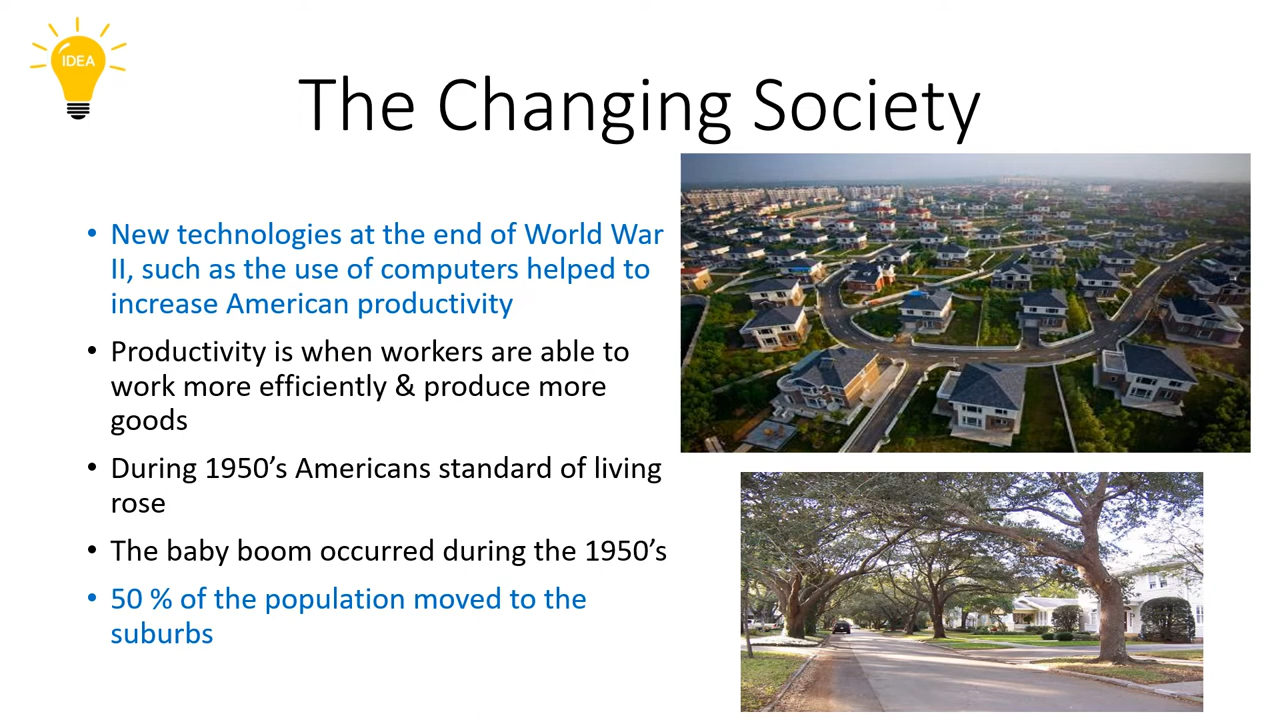 IDEA
The Changing Society
• New technologies at the end of World War
II, such as the use of computers helped to
increase American productivity
• Productivity is when workers are able to
work more efficiently & produce more
goods
• During 1950’s Americans standard of living
rose
• The baby boom occurred during the 1950’s
• 50 % of the population moved to the
suburbs